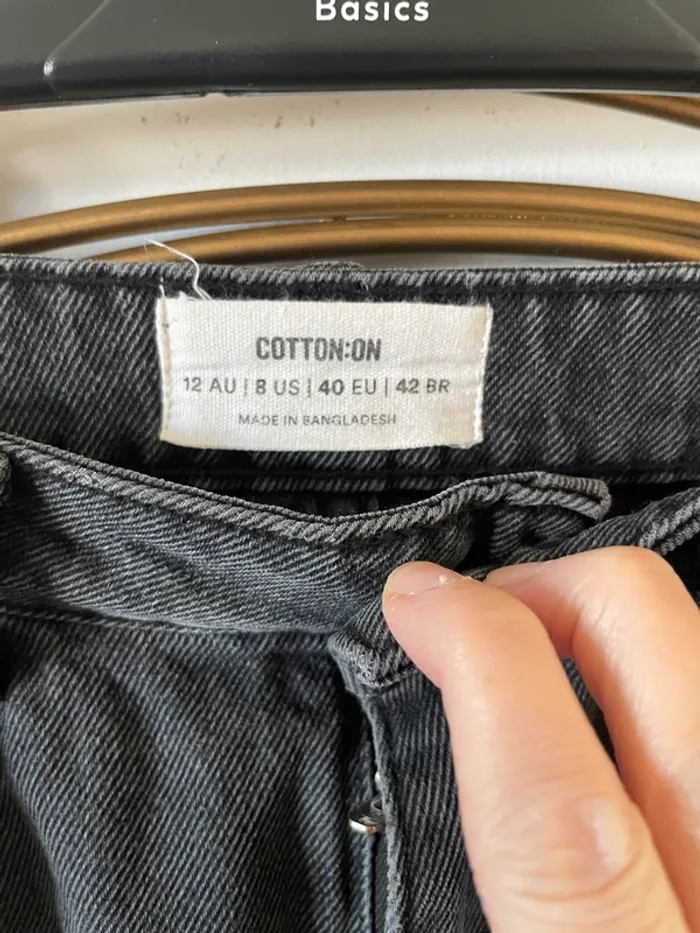 Basics
COTTON:ON
12 AU | 8 US | 40 EU | 42 BR
MADE IN BANGLADESH